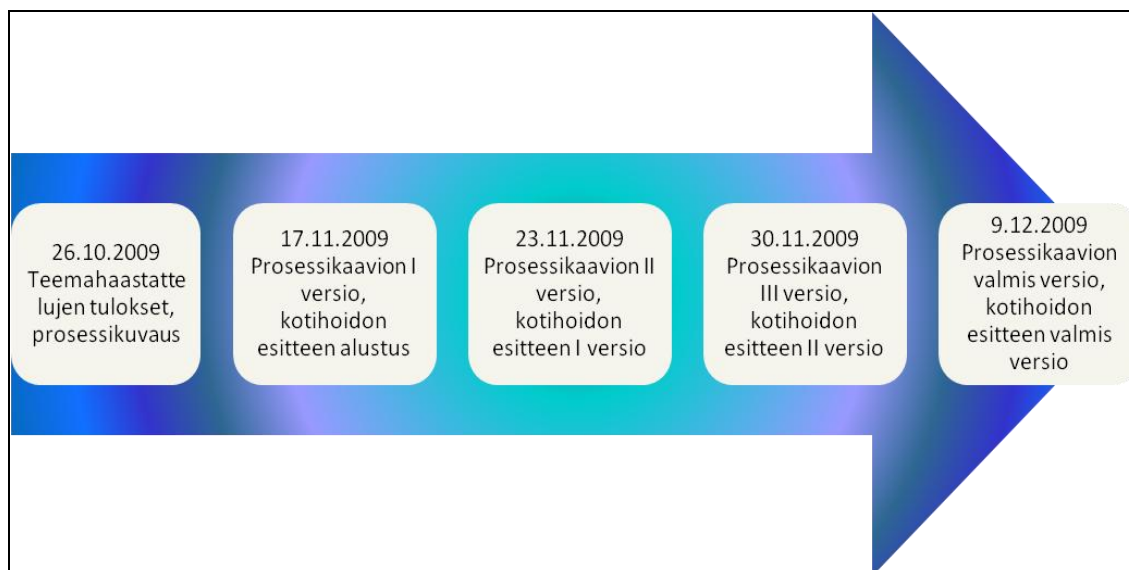 26.10.2009
Teemahaastatte
lujen tulokset,
prosessikuvaus
17.11.2009
Prosessikaavion I
versio,
kotihoidon
esitteen alustus
23.11.2009
Prosessikaavion II
versio,
kotihoidon
esitteen I versio
30.11.2009
Prosessikaavion
III versio,
kotihoidon
esitteen II versio
9.12.2009
Prosessikaavion
valmis versio,
kotihoidon
esitteen valmis
versio